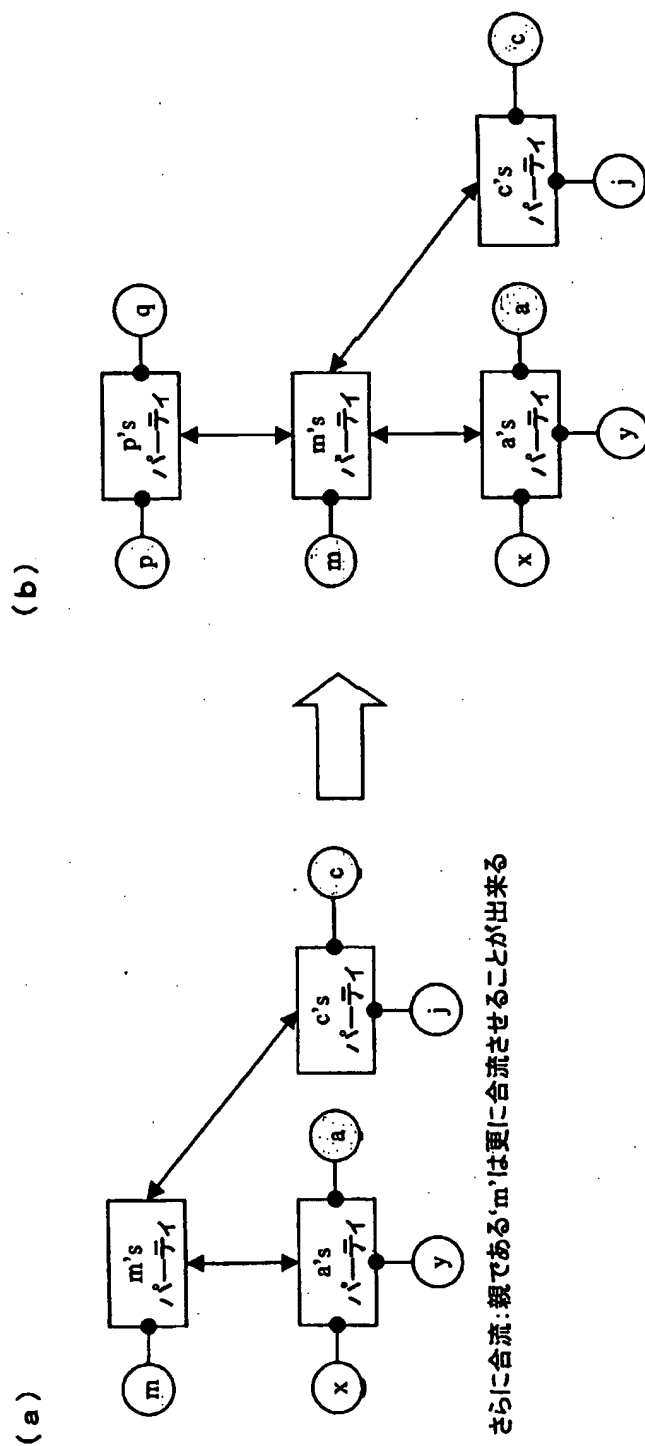 (a)
m's
パーティ
m
a's
パーティ
x
y
a
c's
パーティ
c
j
さらに合流：親である‘m’は更に合流させることが出来る
(b)
p's
パーティ
p
q
m's
パーティ
m
a's
パーティ
x
y
a
c's
パーティ
c
j